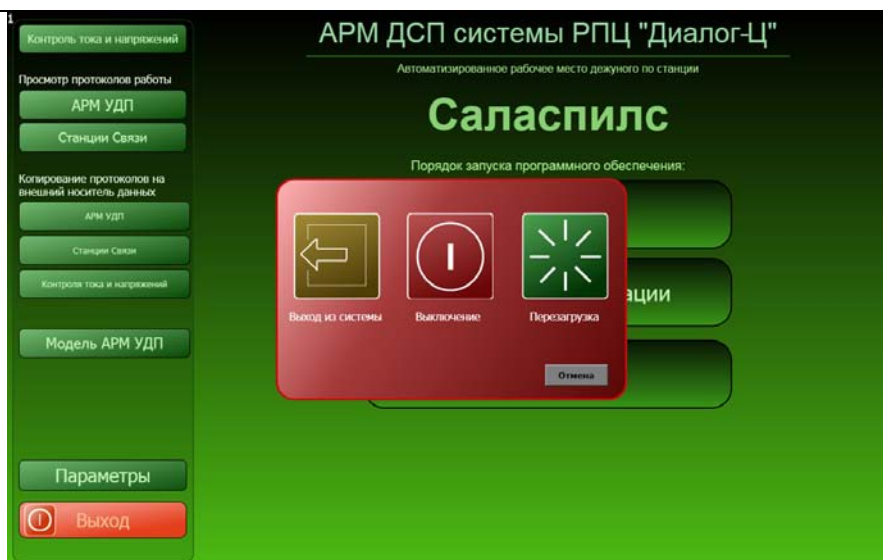 1
Контроль тока и напряжений
Просмотр протоколов работы
АРМ УДП
Станции Связи
Копирование протоколов на
внешний носитель данных
АРМ УДП
Станции Связи
Контроля тока и напряжений
Модель АРМ УДП
Параметры
Выход
АРМ ДСП системы РПЦ "Диалог-Ц"
Автоматизированное рабочее место дежуного по станции
Саласпилс
Порядок запуска программного обеспечения:
ации
Выход из системы
Выключение
Перезагрузка
Отмена